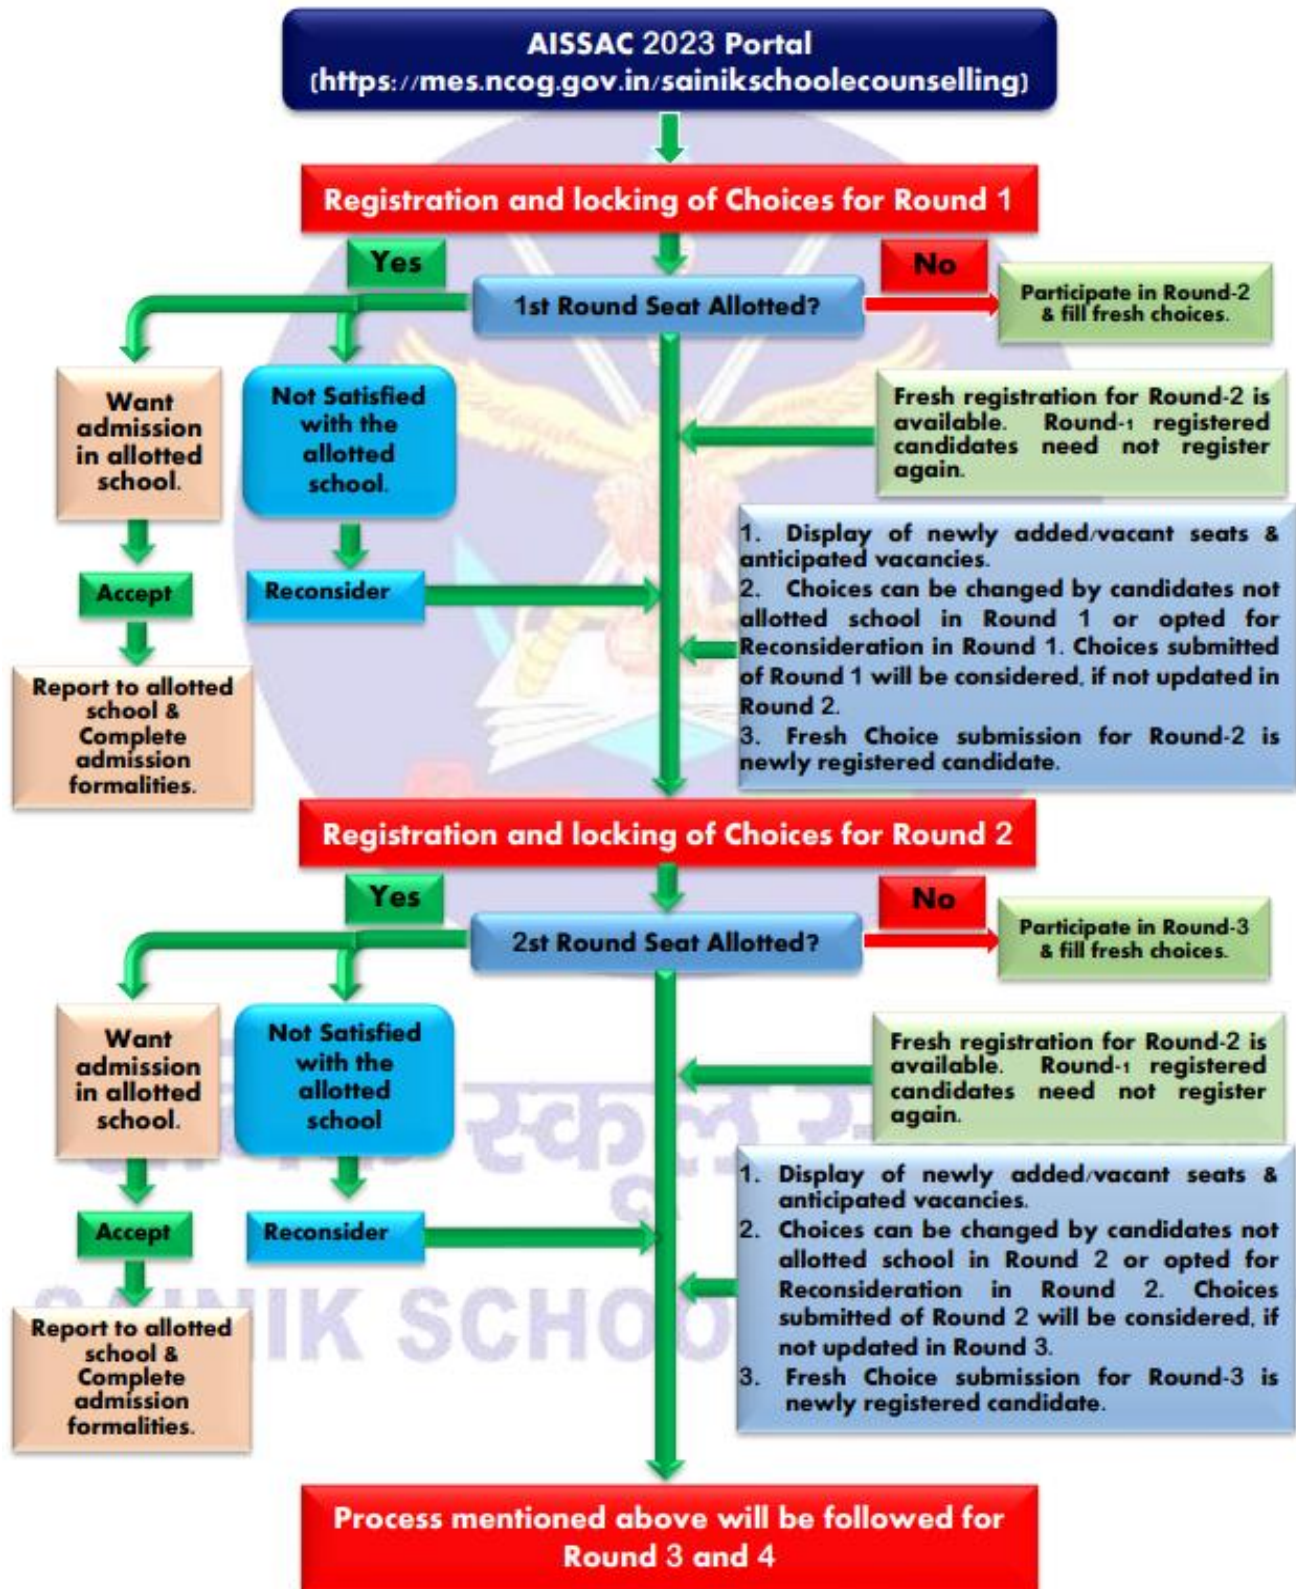 AISSAC 2023 Portal
(https://mes.ncog.gov.in/sainikschoolecounselling)
Registration and locking of Choices for Round 1
Yes
No
1st Round Seat Allotted?
Participate in Round-2
& fill fresh choices.
Want
admission
in allotted
school.
Not Satisfied
with the
allotted
school.
Fresh registration for Round-2 is
available. Round-1 registered
candidates need not register
again.
Accept
Reconsider
1. Display of newly added/vacant seats &
anticipated vacancies.
2. Choices can be changed by candidates not
allotted school in Round 1 or opted for
Reconsideration in Round 1. Choices submitted
of Round 1 will be considered, if not updated in
Round 2.
3. Fresh Choice submission for Round-2 is
newly registered candidate.
Report to allotted
school &
Complete
admission
formalities.
Registration and locking of Choices for Round 2
Yes
No
2st Round Seat Allotted?
Participate in Round-3
& fill fresh choices.
Want
admission
in allotted
school.
Not Satisfied
with the
allotted
school
Fresh registration for Round-2 is
available. Round-1 registered
candidates need not register
again.
Accept
Reconsider
1. Display of newly added/vacant seats &
anticipated vacancies.
2. Choices can be changed by candidates not
allotted school in Round 2 or opted for
Reconsideration in Round 2. Choices
submitted of Round 2 will be considered, if
not updated in Round 3.
3. Fresh Choice submission for Round-3 is
newly registered candidate.
Report to allotted
school &
Complete
admission
formalities.
स्कूल
SAINIK SCHOO
Process mentioned above will be followed for
Round 3 and 4